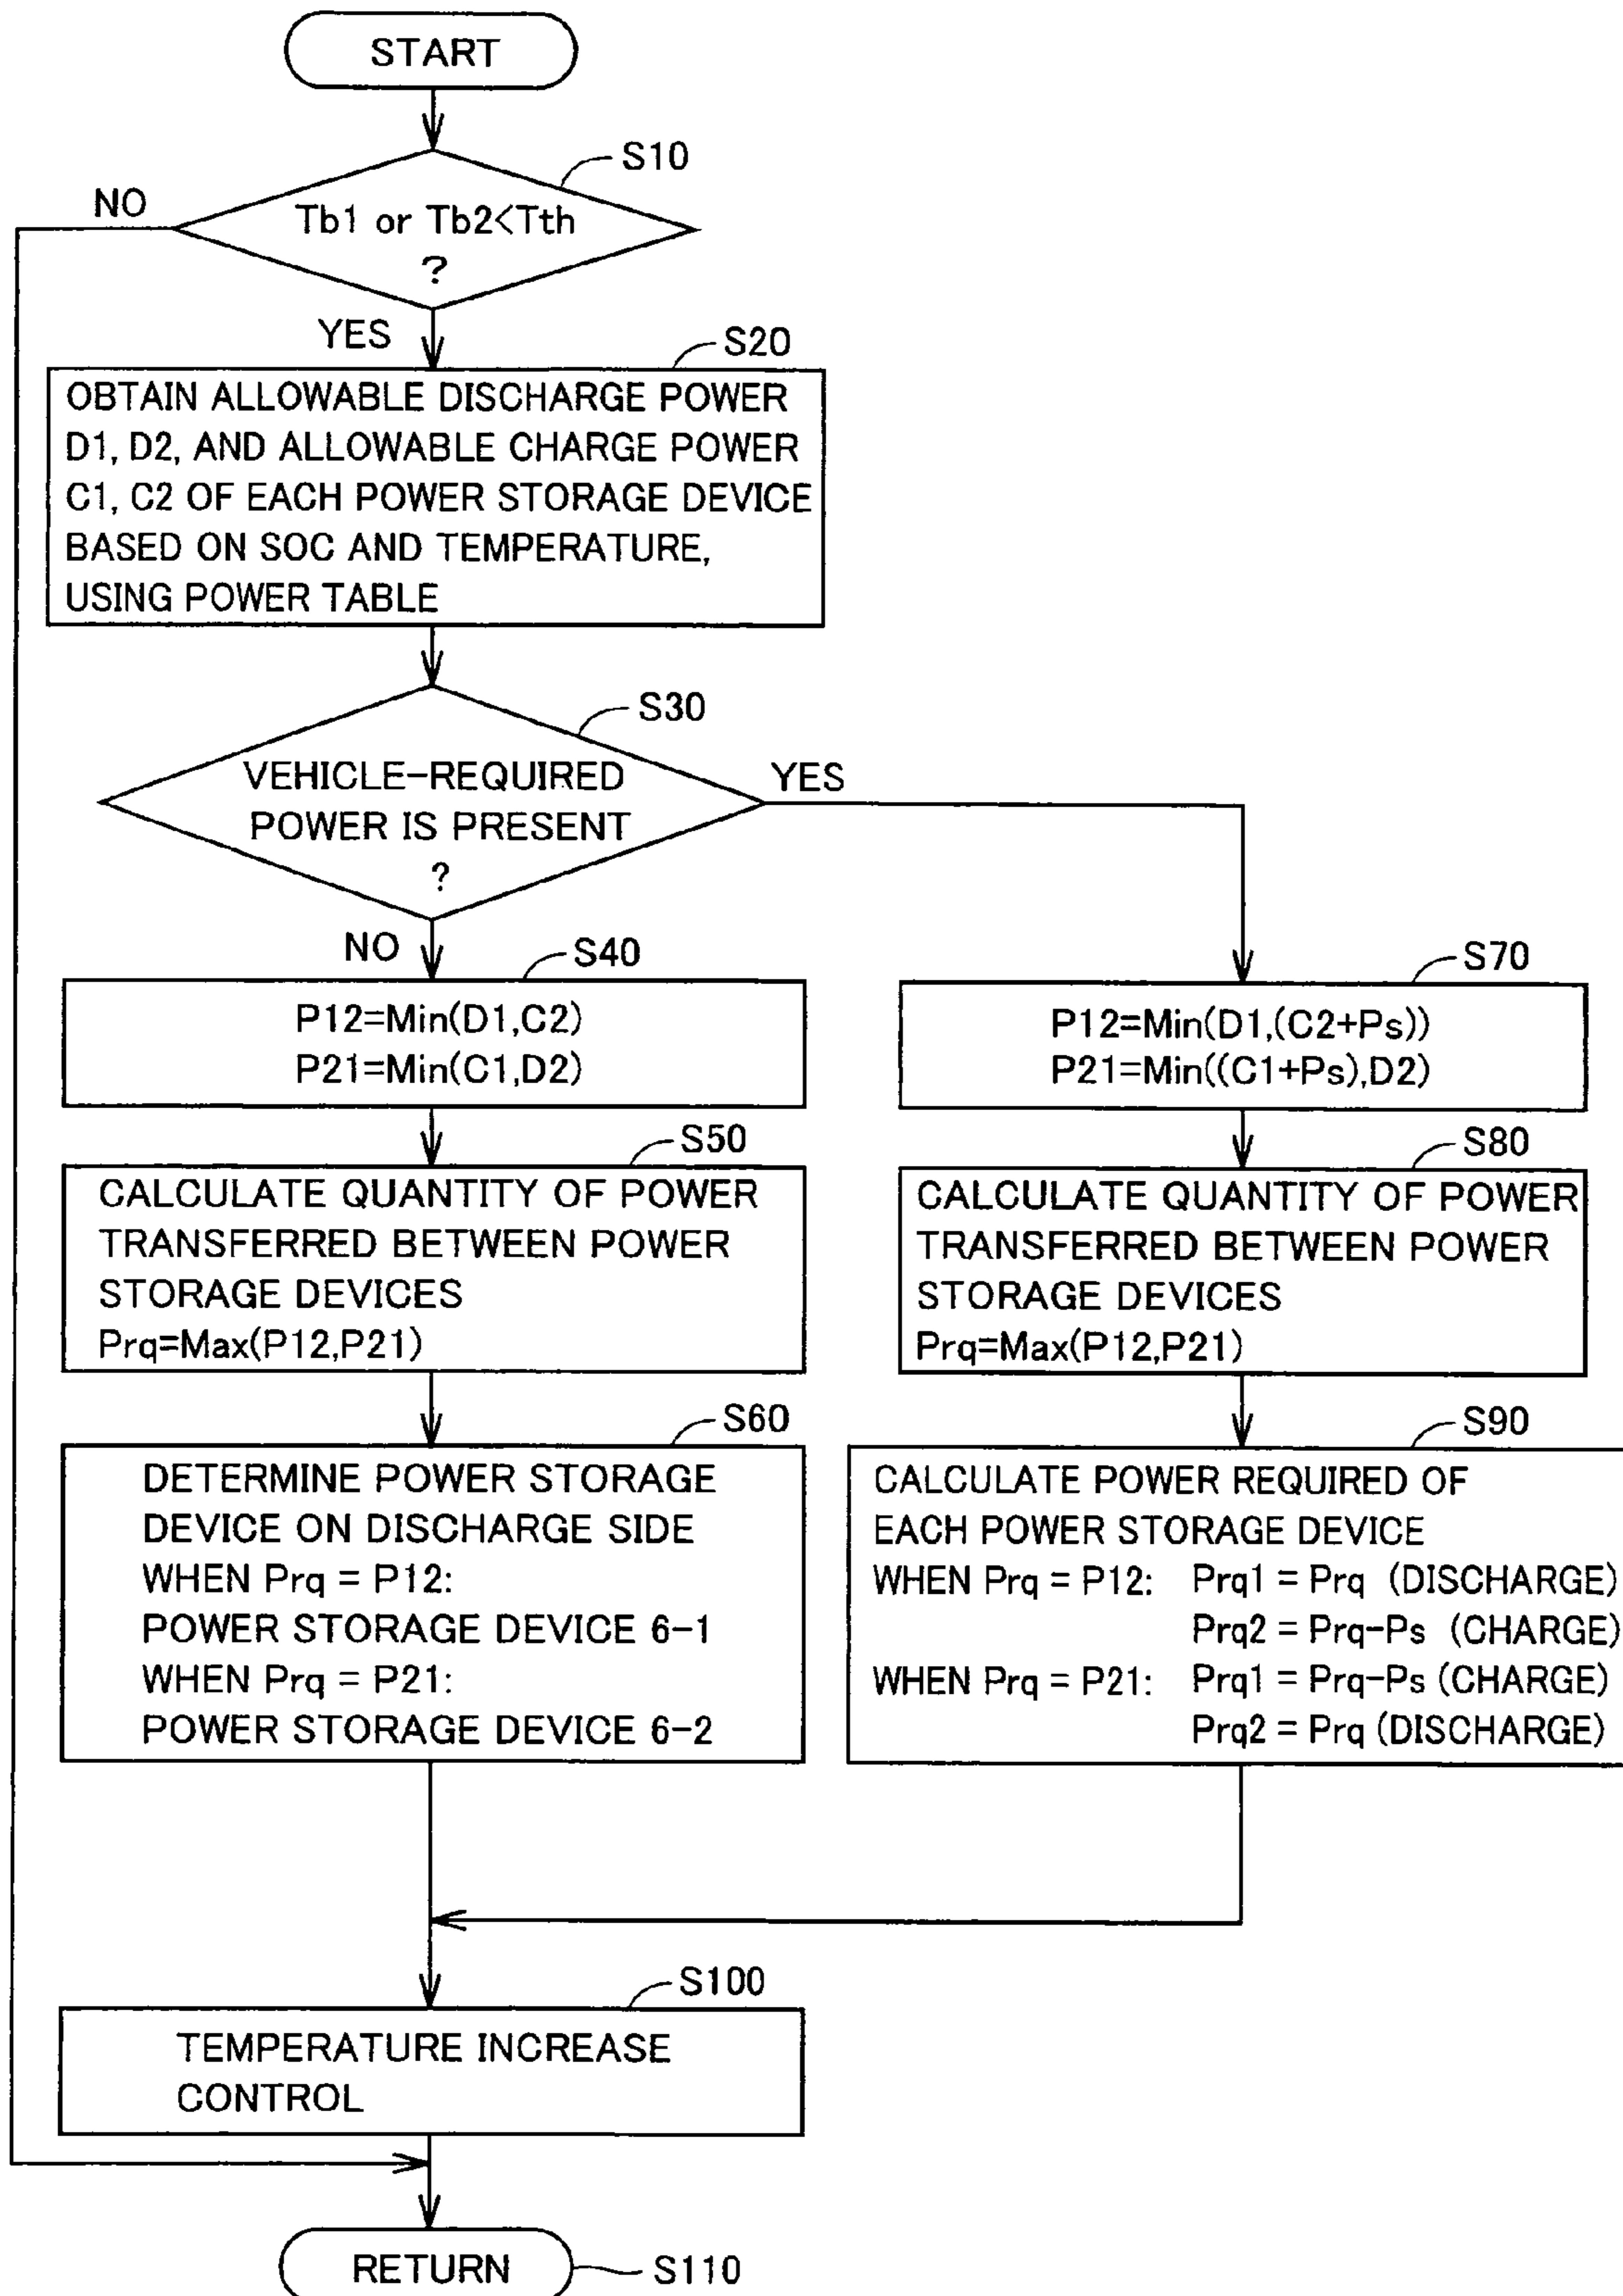 START
S10
NO
Tb1 or Tb2<Tth
?
YES
S20
OBTAIN ALLOWABLE DISCHARGE POWER
D1, D2, AND ALLOWABLE CHARGE POWER
C1, C2 OF EACH POWER STORAGE DEVICE
BASED ON SOC AND TEMPERATURE,
USING POWER TABLE
S30
VEHICLE-REQUIRED
POWER IS PRESENT
?
YES
NO
S40
P12=Min(D1,C2)
P21=Min(C1,D2)
S50
CALCULATE QUANTITY OF POWER
TRANSFERRED BETWEEN POWER
STORAGE DEVICES
Prq=Max(P12,P21)
S60
DETERMINE POWER STORAGE
DEVICE ON DISCHARGE SIDE
WHEN Prq = P12:
POWER STORAGE DEVICE 6-1
WHEN Prq = P21:
POWER STORAGE DEVICE 6-2
S70
P12=Min(D1,(C2+Ps))
P21=Min((C1+Ps),D2)
S80
CALCULATE QUANTITY OF POWER
TRANSFERRED BETWEEN POWER
STORAGE DEVICES
Prq=Max(P12,P21)
S90
CALCULATE POWER REQUIRED OF
EACH POWER STORAGE DEVICE
WHEN Prq = P12: Prq1 = Prq (DISCHARGE)
Prq2 = Prq-Ps (CHARGE)
WHEN Prq = P21: Prq1 = Prq-Ps (CHARGE)
Prq2 = Prq (DISCHARGE)
S100
TEMPERATURE INCREASE
CONTROL
RETURN
S110